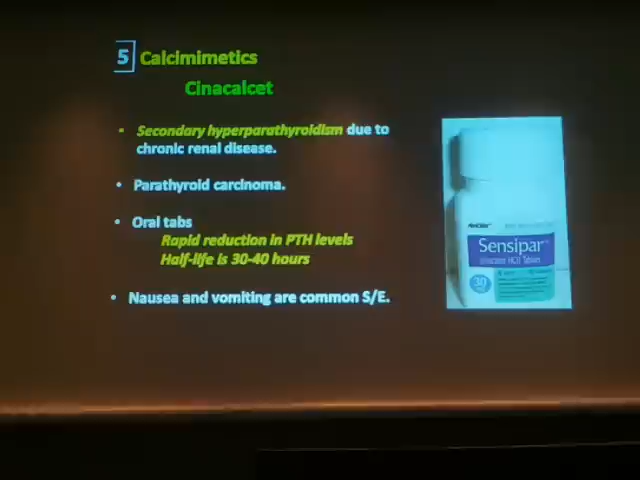 5 Calcimimetics
Cinacalcet
• Secondary hyperparathyroidism due to
chronic renal disease.
• Parathyroid carcinoma.
• Oral tabs
Rapid reduction in PTH levels
Half-life is 30-40 hours
• Nausea and vomiting are common S/E.
Sensipar
30